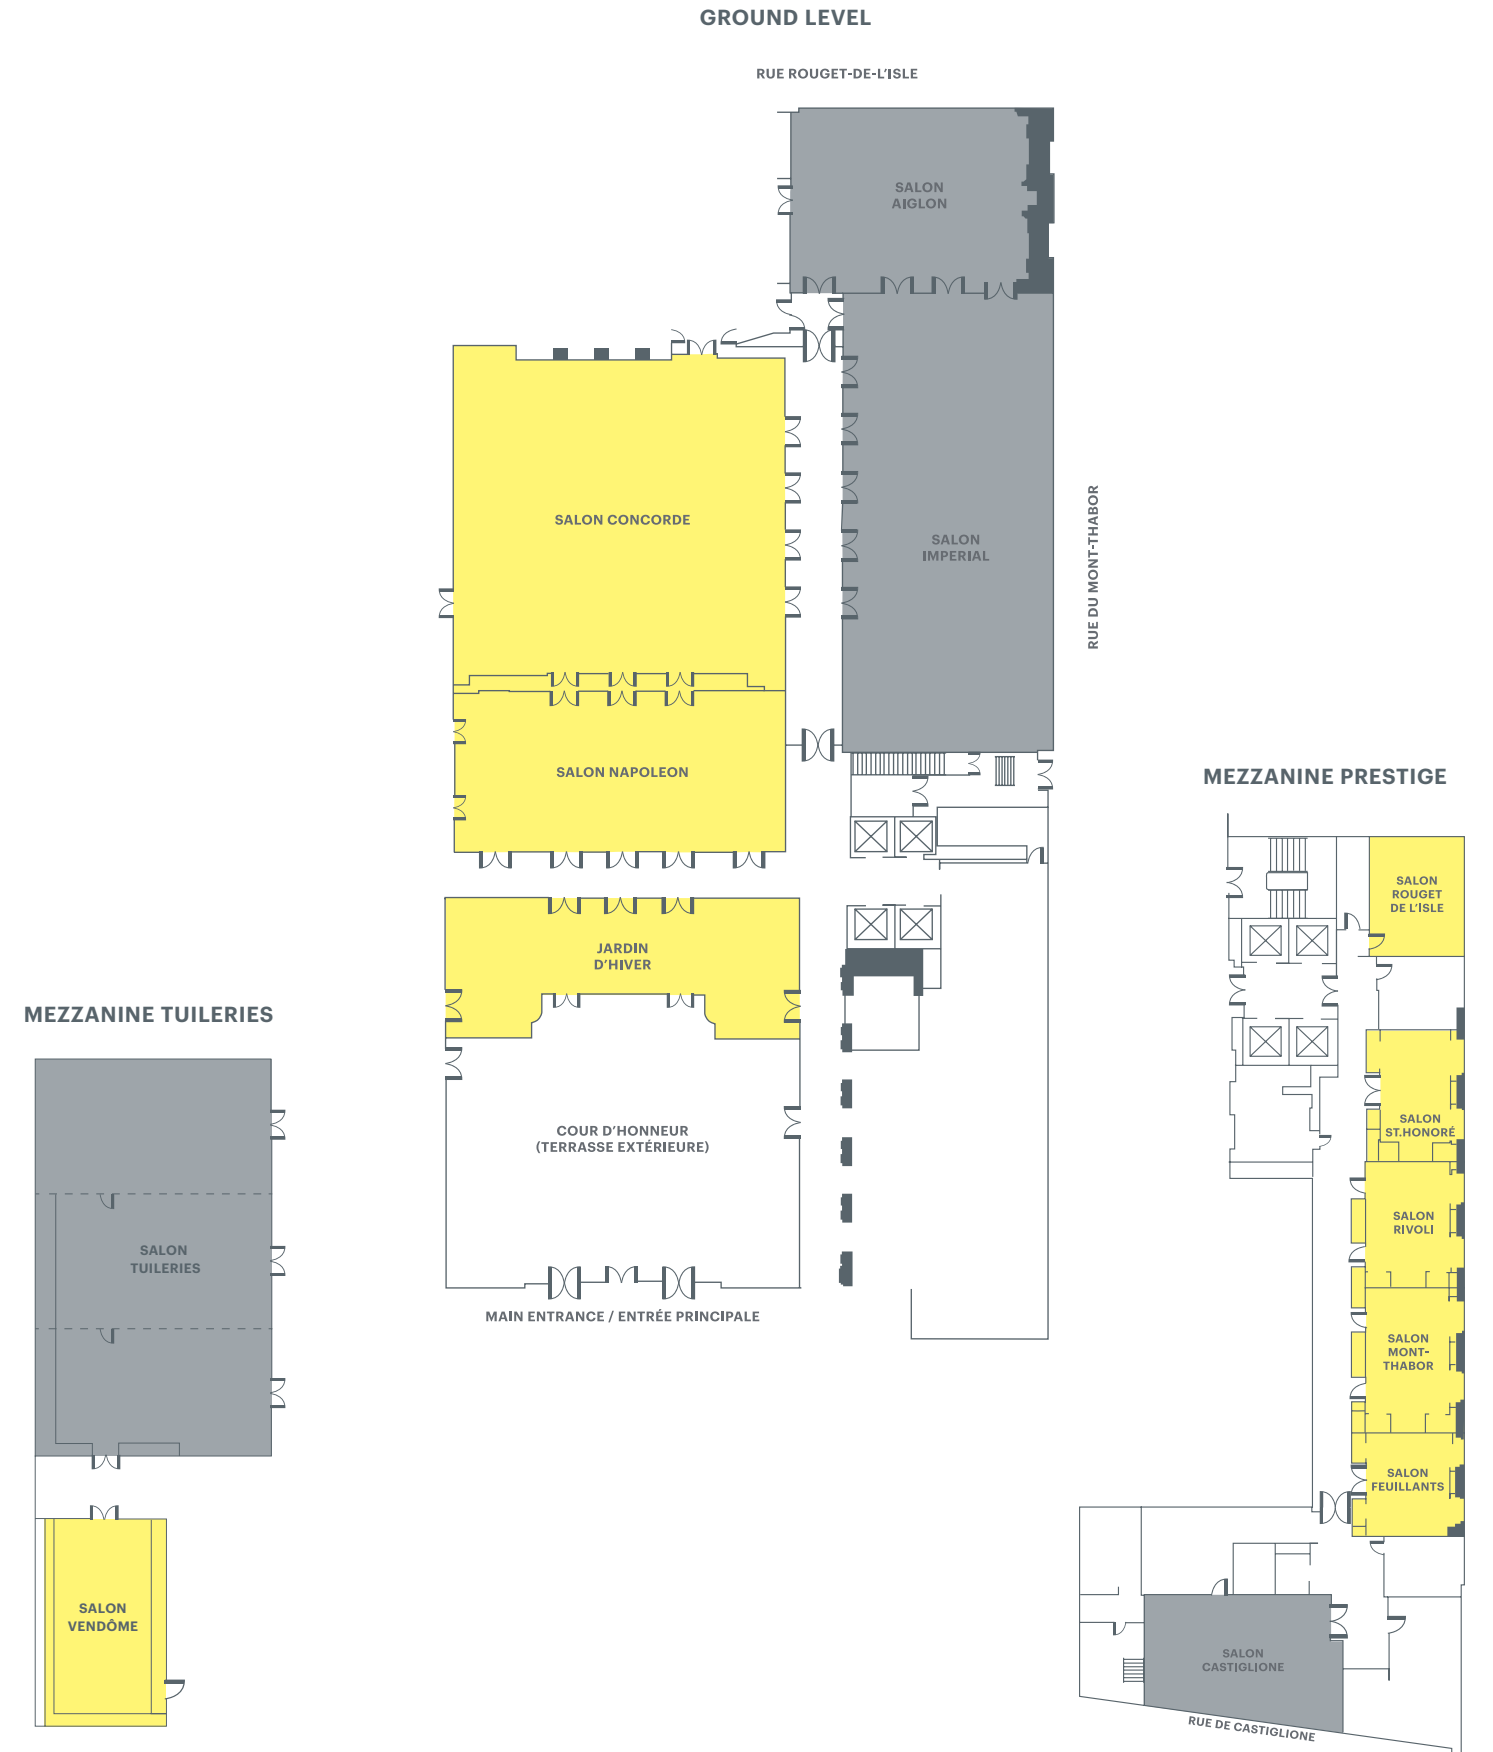 GROUND LEVEL
RUE ROUGET-DE-L'ISLE
SALON
AIGLON
SALON CONCORDE
SALON
IMPERIAL
RUE DU MONT-THABOR
SALON NAPOLEON
JARDIN
D'HIVER
COUR D'HONNEUR
(TERRASSE EXTÉRIEURE)
MAIN ENTRANCE / ENTRÉE PRINCIPALE
MEZZANINE TUILERIES
SALON
TUILERIES
SALON
VENDÔME
MEZZANINE PRESTIGE
SALON
ROUGET
DE L'ISLE
SALON
ST.HONORÉ
SALON
RIVOLI
SALON
MONT-
THABOR
SALON
FEUILLANTS
SALON
CASTIGLIONE
RUE DE CASTIGLIONE